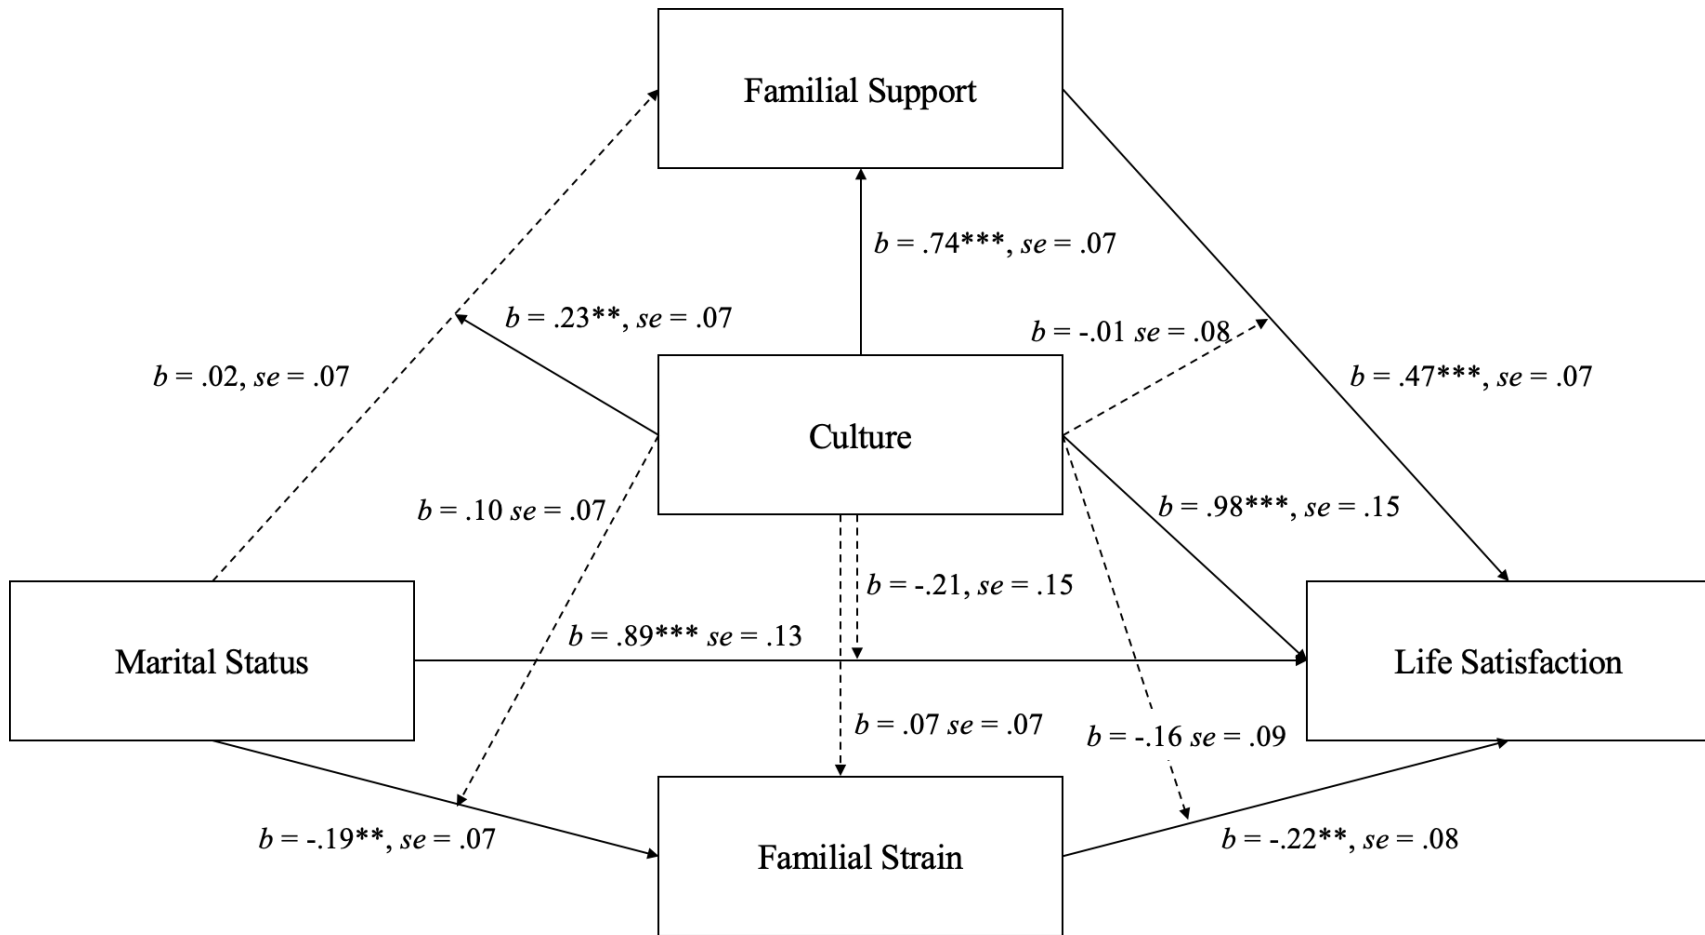 Familial Support
b = .74***, se = .07
b = .23**, se = .07
b = -.01 se = .08
b = .02, se = .07
b = .47***, se = .07
Culture
b = .10 se = .07
b = .98***, se = .15
b = -.21, se = .15
b = .89*** se = .13
Marital Status
Life Satisfaction
b = .07 se = .07
b = -.16 se = .09
b = -.19**, se = .07
b = -.22**, se = .08
Familial Strain